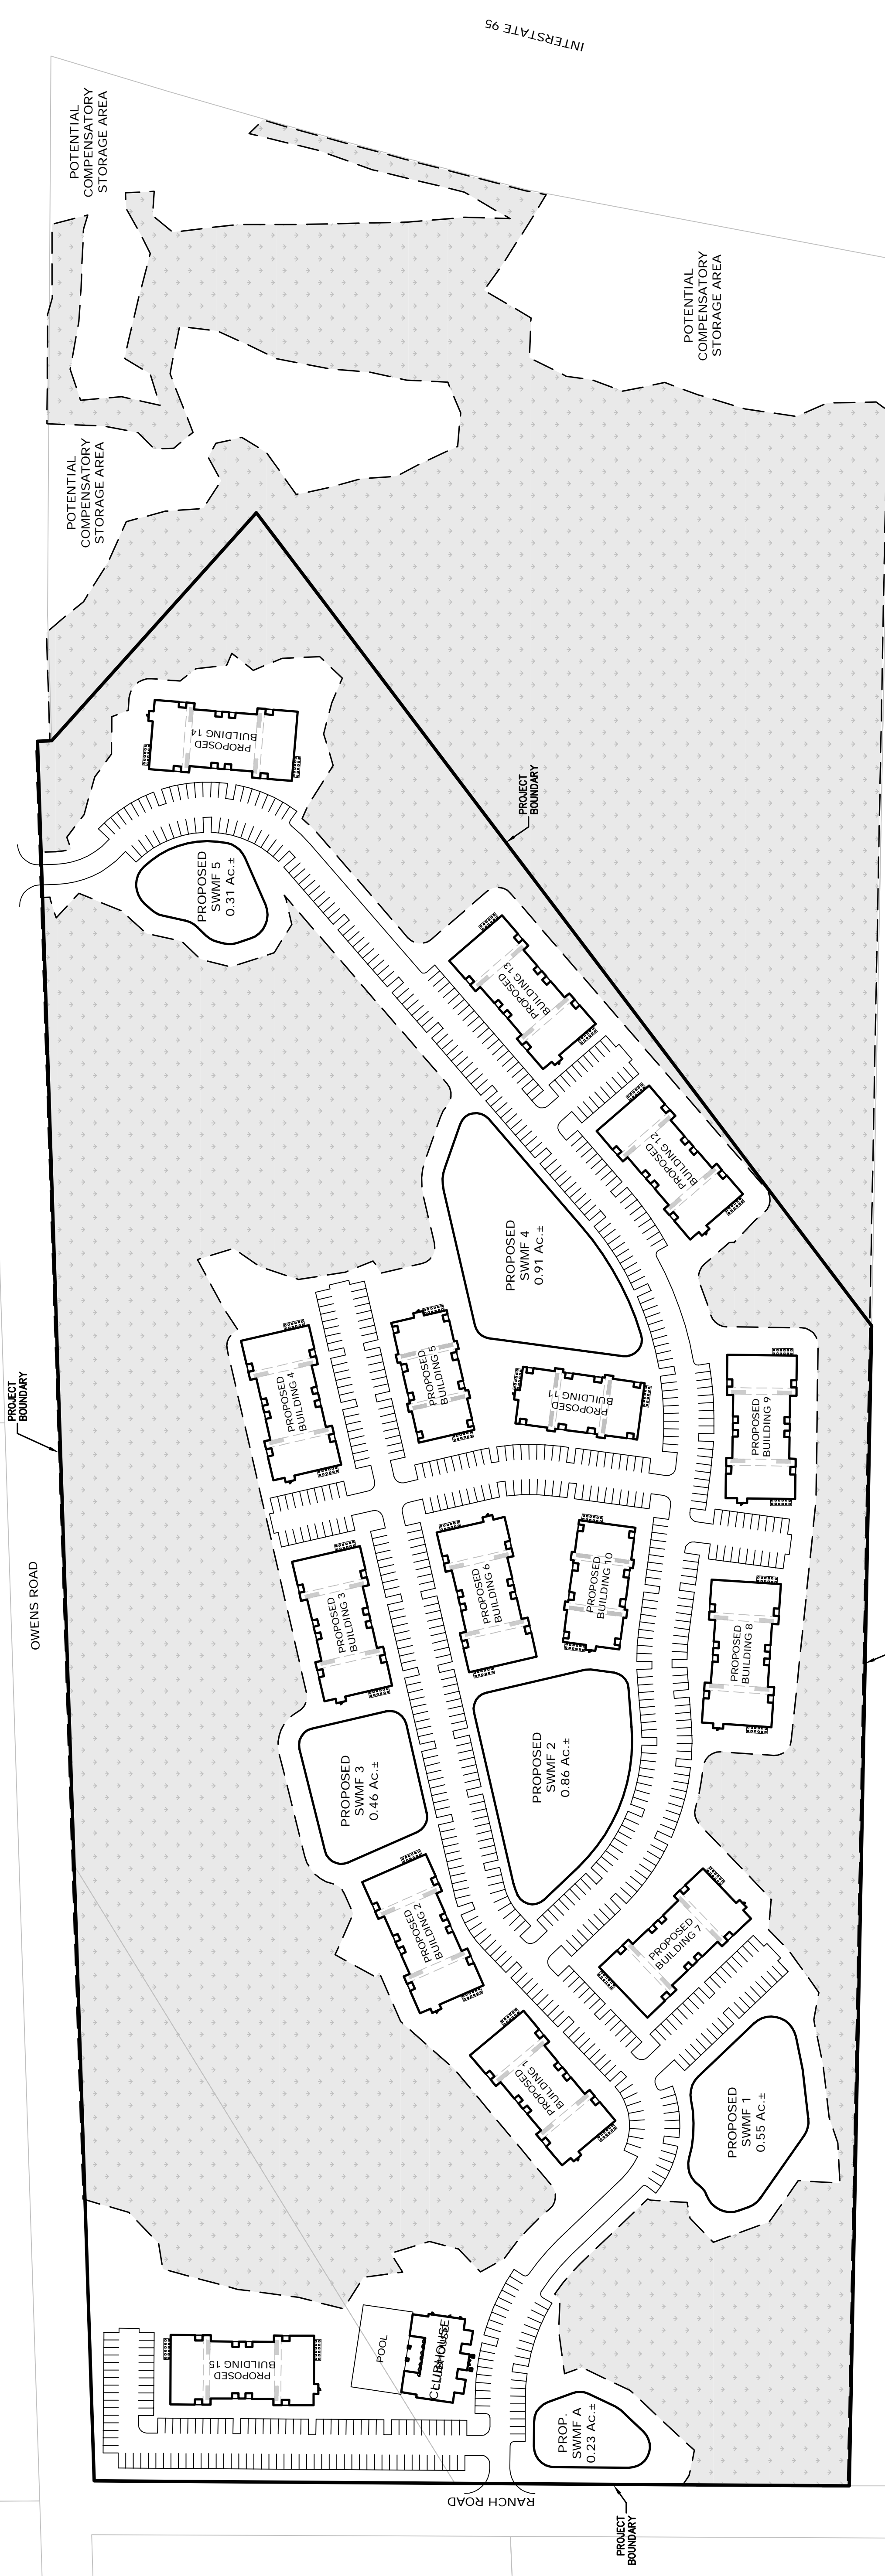 INTERSTATE 95
POTENTIAL
COMPENSATORY
STORAGE AREA
POTENTIAL
COMPENSATORY
STORAGE AREA
POTENTIAL
COMPENSATORY
STORAGE AREA
PROPOSED
BUILDING 14
PROJECT
BOUNDARY
PROPOSED
SWMF 5
0.31 Ac.±
PROPOSED
BUILDING 13
PROPOSED
BUILDING 12
PROPOSED
SWMF 4
0.91 Ac.±
PROJECT
BOUNDARY
PROPOSED
BUILDING 4
PROPOSED
BUILDING 5
PROPOSED
BUILDING 11
PROPOSED
BUILDING 9
OWENS ROAD
PROPOSED
BUILDING 3
PROPOSED
BUILDING 6
PROPOSED
BUILDING 10
PROPOSED
BUILDING 8
PROPOSED
SWMF 3
0.46 Ac.±
PROPOSED
SWMF 2
0.86 Ac.±
PROPOSED
BUILDING 2
PROPOSED
BUILDING 7
PROPOSED
BUILDING 1
PROPOSED
SWMF 1
0.55 Ac.±
PROPOSED
BUILDING 15
POOL
CLUBHOUSE
PROP.
SWMF A
0.23 Ac.±
RANCH ROAD
PROJECT
BOUNDARY